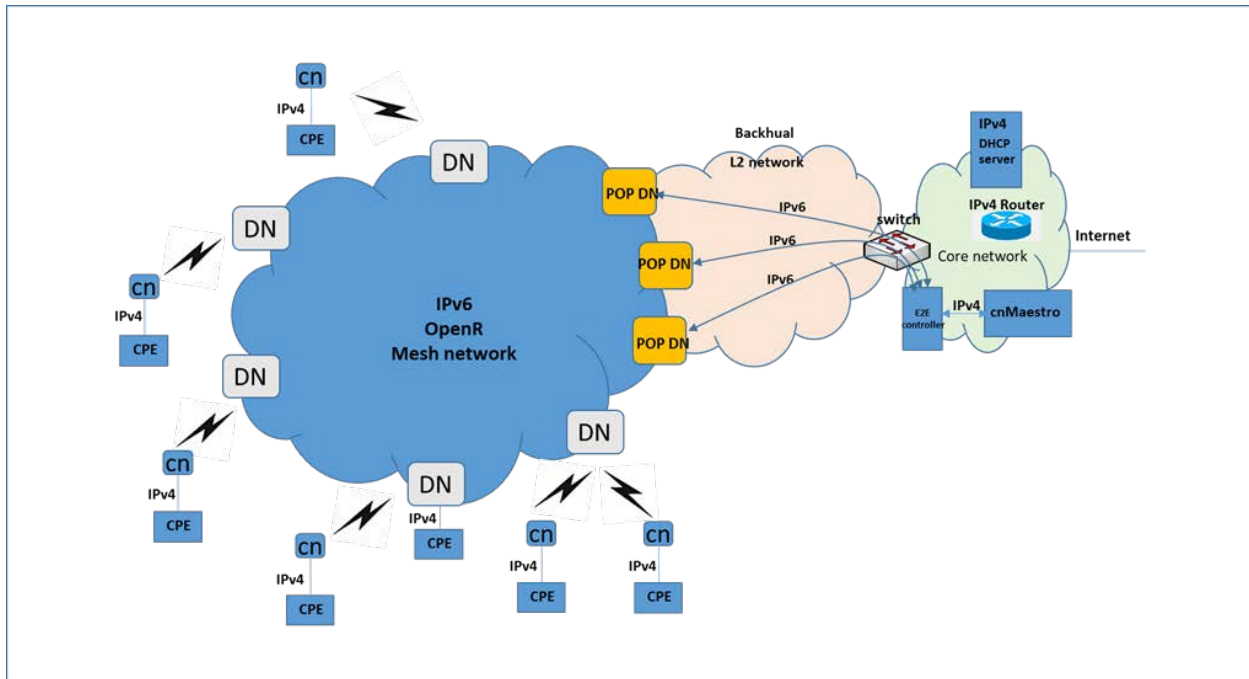 cn
IPv4
CPE
DN
DN
cn
IPv4
CPE
DN
cn
IPv4
CPE
cn
IPv4
CPE
DN
IPv4
CPE
DN
cn
IPv4
CPE
cn
IPv4
CPE
IPv6
OpenR
Mesh network
POP DN
POP DN
POP DN
Backhual
L2 network
IPv6
IPv6
IPv6
switch
IPv4
DHCP
server
IPv4 Router
Core network
Internet
E2E
controller
IPv4
cnMaestro